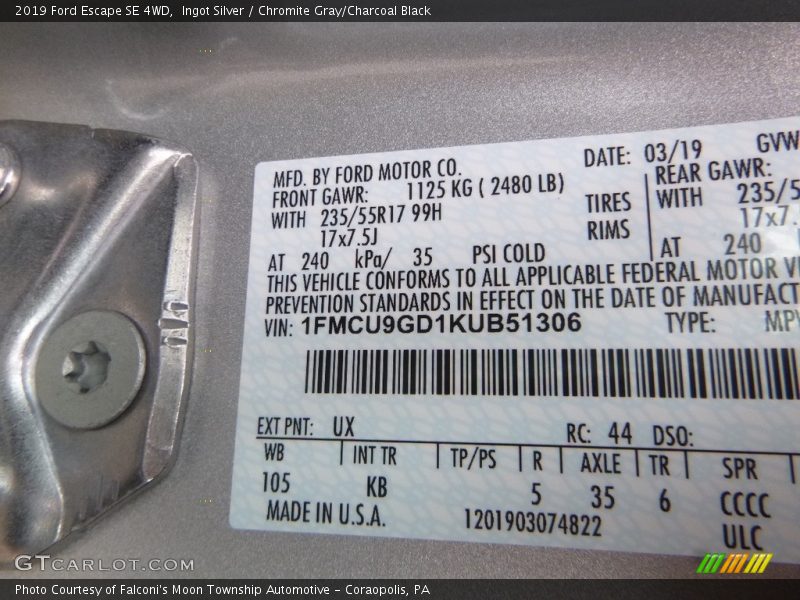 2019 Ford Escape SE 4WD,  Ingot Silver / Chromite Gray/Charcoal Black
MFD. BY FORD MOTOR CO. DATE: 03/19 GVW
FRONT GAWR: 1125 KG ( 2480 LB) REAR GAWR:
WITH 235/55R17 99H TIRES WITH 235/5
17x7.5J RIMS 17x7.
AT 240 kPa/ 35 PSI COLD AT 240
THIS VEHICLE CONFORMS TO ALL APPLICABLE FEDERAL MOTOR V
PREVENTION STANDARDS IN EFFECT ON THE DATE OF MANUFACT
VIN: 1FMCU9GD1KUB51306 TYPE: MPV
EXT PNT: UX RC: 44 DSO:
WB INT TR TP/PS R AXLE TR SPR
105 KB 5 35 6 CCCC
MADE IN U.S.A. 1201903074822 ULC
GTCARLOT.COM
Photo Courtesy of Falconi's Moon Township Automotive – Coraopolis, PA